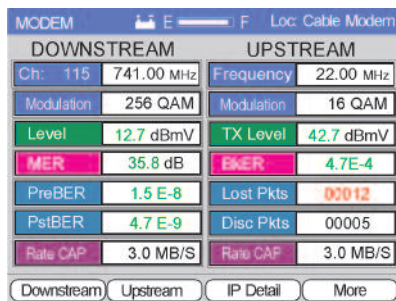 MODEM E F Loc: Cable Modem
DOWNSTREAM UPSTREAM
Ch: 115 741.00 MHz Frequency 22.00 MHz
Modulation 256 QAM Modulation 16 QAM
Level 12.7 dBmV TX Level 42.7 dBmV
MER 35.8 dB BKER 4.7E-4
PreBER 1.5 E-8 Lost Pkts 00012
PstBER 4.7 E-9 Disc Pkts 00005
Rate CAP 3.0 MB/S Rate CAP 3.0 MB/S
Downstream Upstream IP Detail More